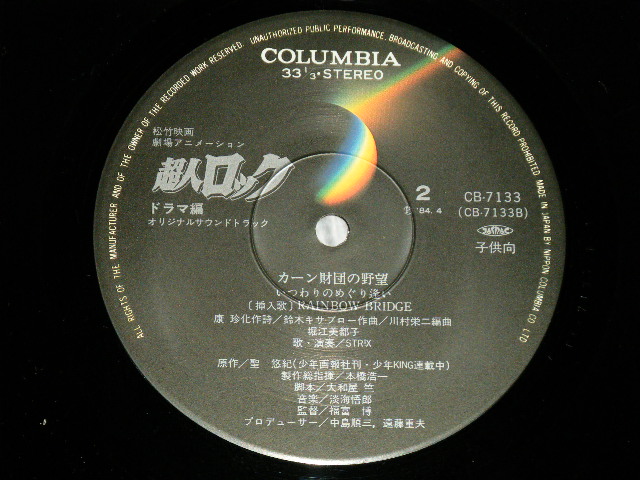 ALL RIGHTS OF THE MANUFACTURER AND OF THE OWNER OF THE RECORDED WORK RESERVED. UNAUTHORIZED PUBLIC PERFORMANCE, BROADCASTING AND COPYING OF THIS RECORD PROHIBITED MADE IN JAPAN BY NIPPON COLUMBIA CO LTD
COLUMBIA
33 1/3・STEREO
松竹映画
劇場アニメーション
超人ロック
ドラマ編
オリジナルサウンドトラック
2
℗ '84. 4
CB-7133
(CB-7133B)
子供向
カーン財団の野望
いつわりのめぐり逢い
〔挿入歌〕RAINBOW BRIDGE
康 珍化作詩/鈴木キサブロー作曲/川村栄二編曲
堀江美都子
歌・演奏/STRIX
原作/聖 悠紀(少年画報社刊・少年KING連載中)
製作総指揮/本橋浩一
脚本/大和屋 竺
音楽/淡海悟郎
監督/福富 博
プロデューサー/中島順三, 遠藤重夫